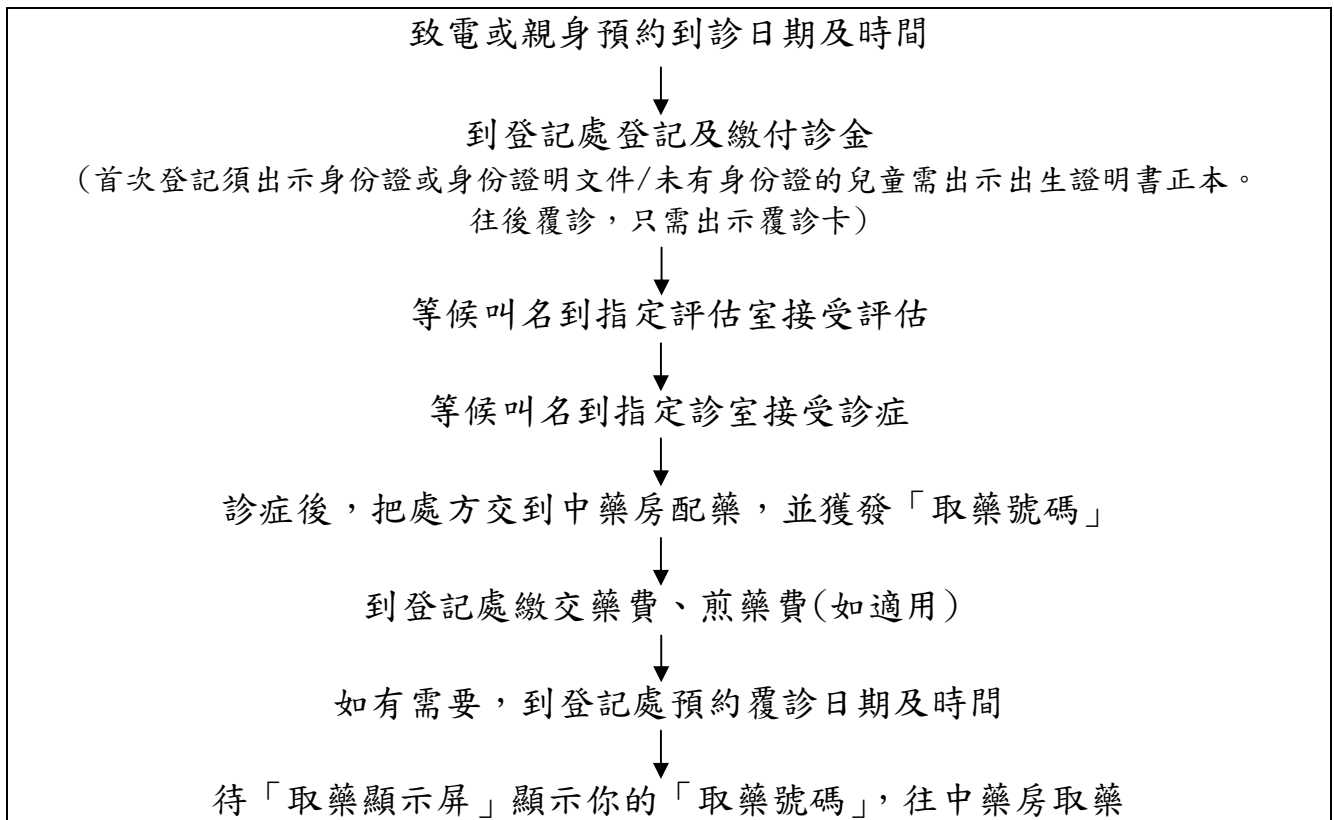 致電或親身預約到診日期及時間
到登記處登記及繳付診金
(首次登記須出示身份證或身份證明文件/未有身份證的兒童需出示出生證明書正本。
往後覆診，只需出示覆診卡)
等候叫名到指定評估室接受評估
等候叫名到指定診室接受診症
診症後，把處方交到中藥房配藥，並獲發「取藥號碼」
到登記處繳交藥費、煎藥費(如適用)
如有需要，到登記處預約覆診日期及時間
待「取藥顯示屏」顯示你的「取藥號碼」，往中藥房取藥